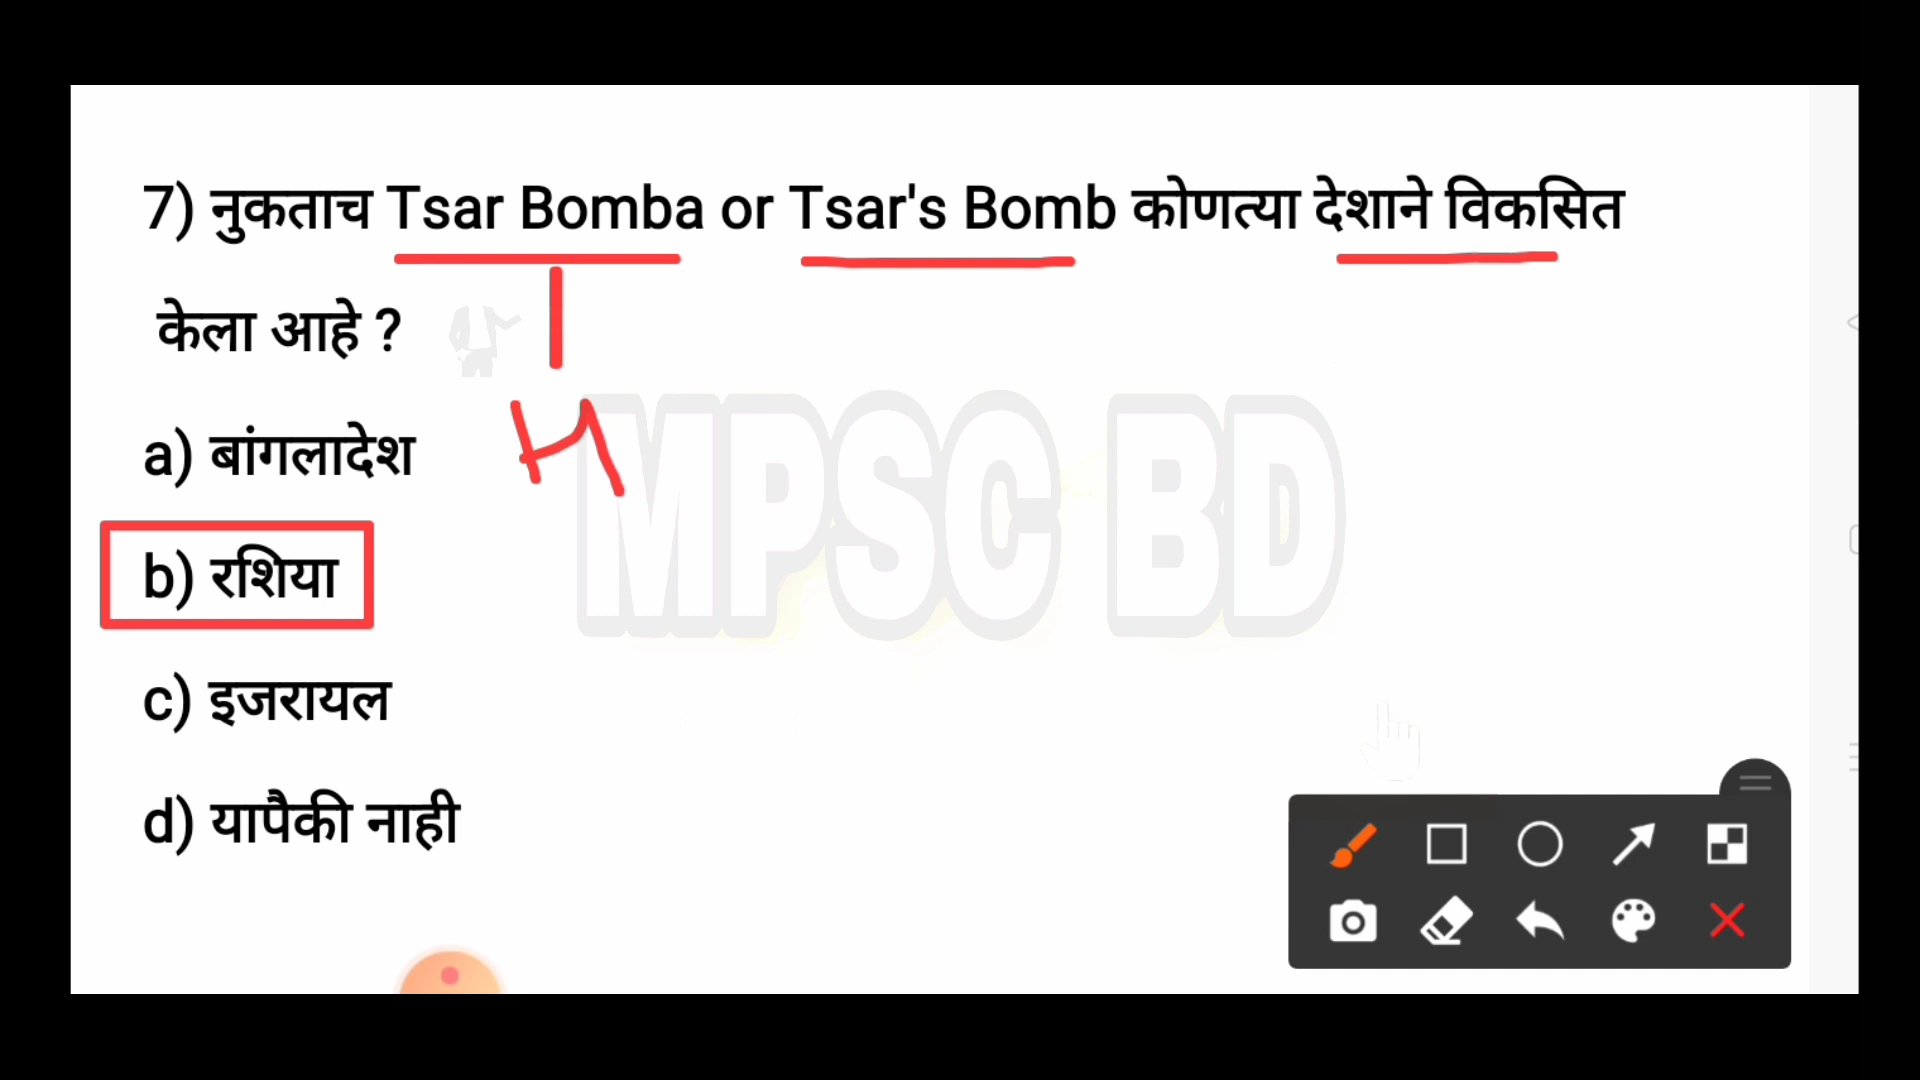 7) नुकताच Tsar Bomba or Tsar's Bomb कोणत्या देशाने विकसित
केला आहे ?
a) बांगलादेश
b) रशिया
c) इजरायल
d) यापैकी नाही
MPSC BD
H